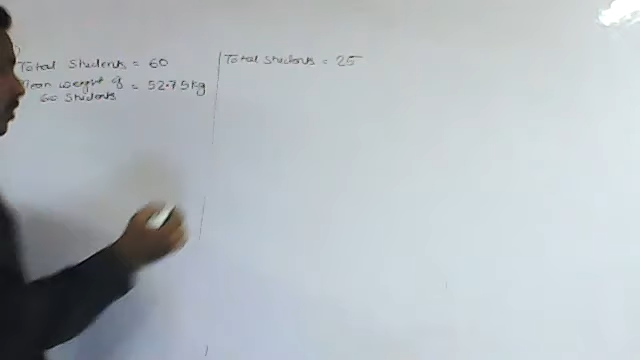 Total Students = 60
Mean weight of = 52.75 kg
60 Students
Total Students = 25